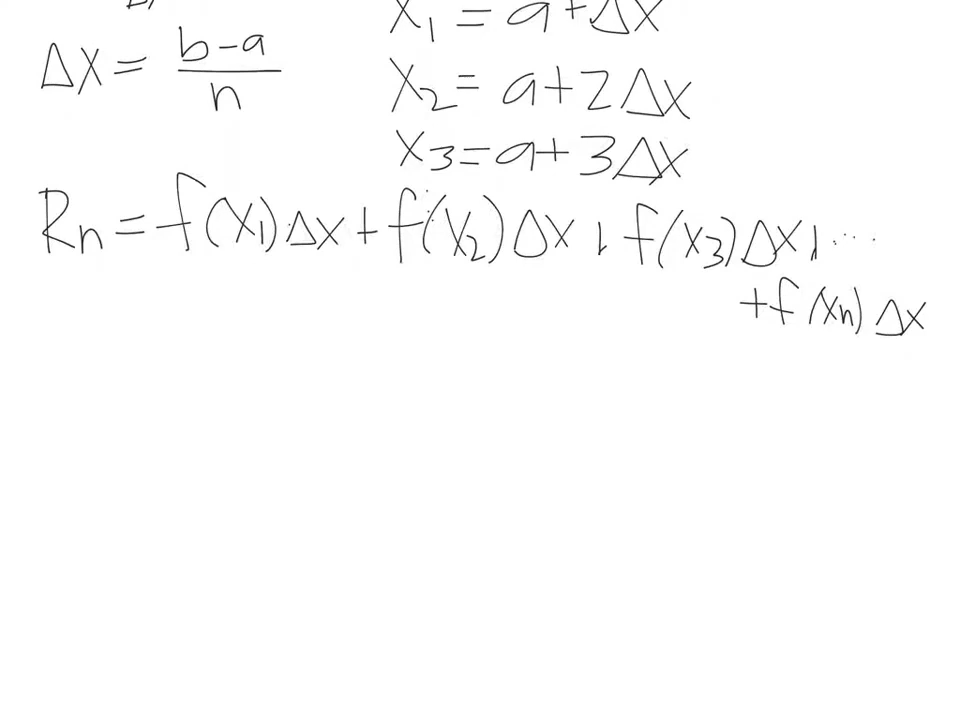 X₁ = a + ΔX
ΔX = (b-a)/n
X₂ = a + 2ΔX
X₃ = a + 3ΔX
Rn = f(X₁) ΔX + f(X₂) ΔX + f(X₃) ΔX + ...
+ f(Xn) ΔX